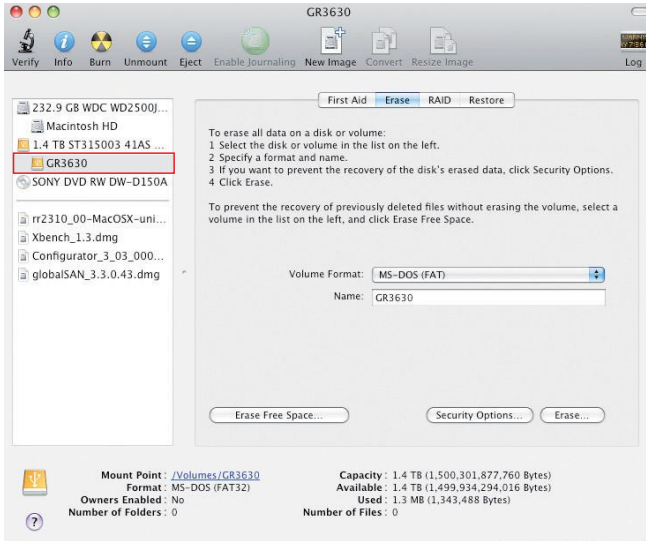 GR3630
Verify Info Burn Unmount Eject Enable Journaling New Image Convert Resize Image Log
232.9 GB WDC WD2500J...
Macintosh HD
1.4 TB ST315003 41AS ...
GR3630
SONY DVD RW DW-D150A
rr2310_00-MacOSX-uni...
Xbench_1.3.dmg
Configurator_3_03_000...
globalSAN_3.3.0.43.dmg
First Aid Erase RAID Restore
To erase all data on a disk or volume:
1 Select the disk or volume in the list on the left.
2 Specify a format and name.
3 If you want to prevent the recovery of the disk's erased data, click Security Options.
4 Click Erase.
To prevent the recovery of previously deleted files without erasing the volume, select a
volume in the list on the left, and click Erase Free Space.
Volume Format: MS-DOS (FAT)
Name: GR3630
Erase Free Space... Security Options... Erase...
Mount Point : /Volumes/GR3630
Format : MS-DOS (FAT32)
Owners Enabled : No
Number of Folders : 0
Capacity : 1.4 TB (1,500,301,877,760 Bytes)
Available : 1.4 TB (1,499,934,294,016 Bytes)
Used : 1.3 MB (1,343,488 Bytes)
Number of Files : 0
?